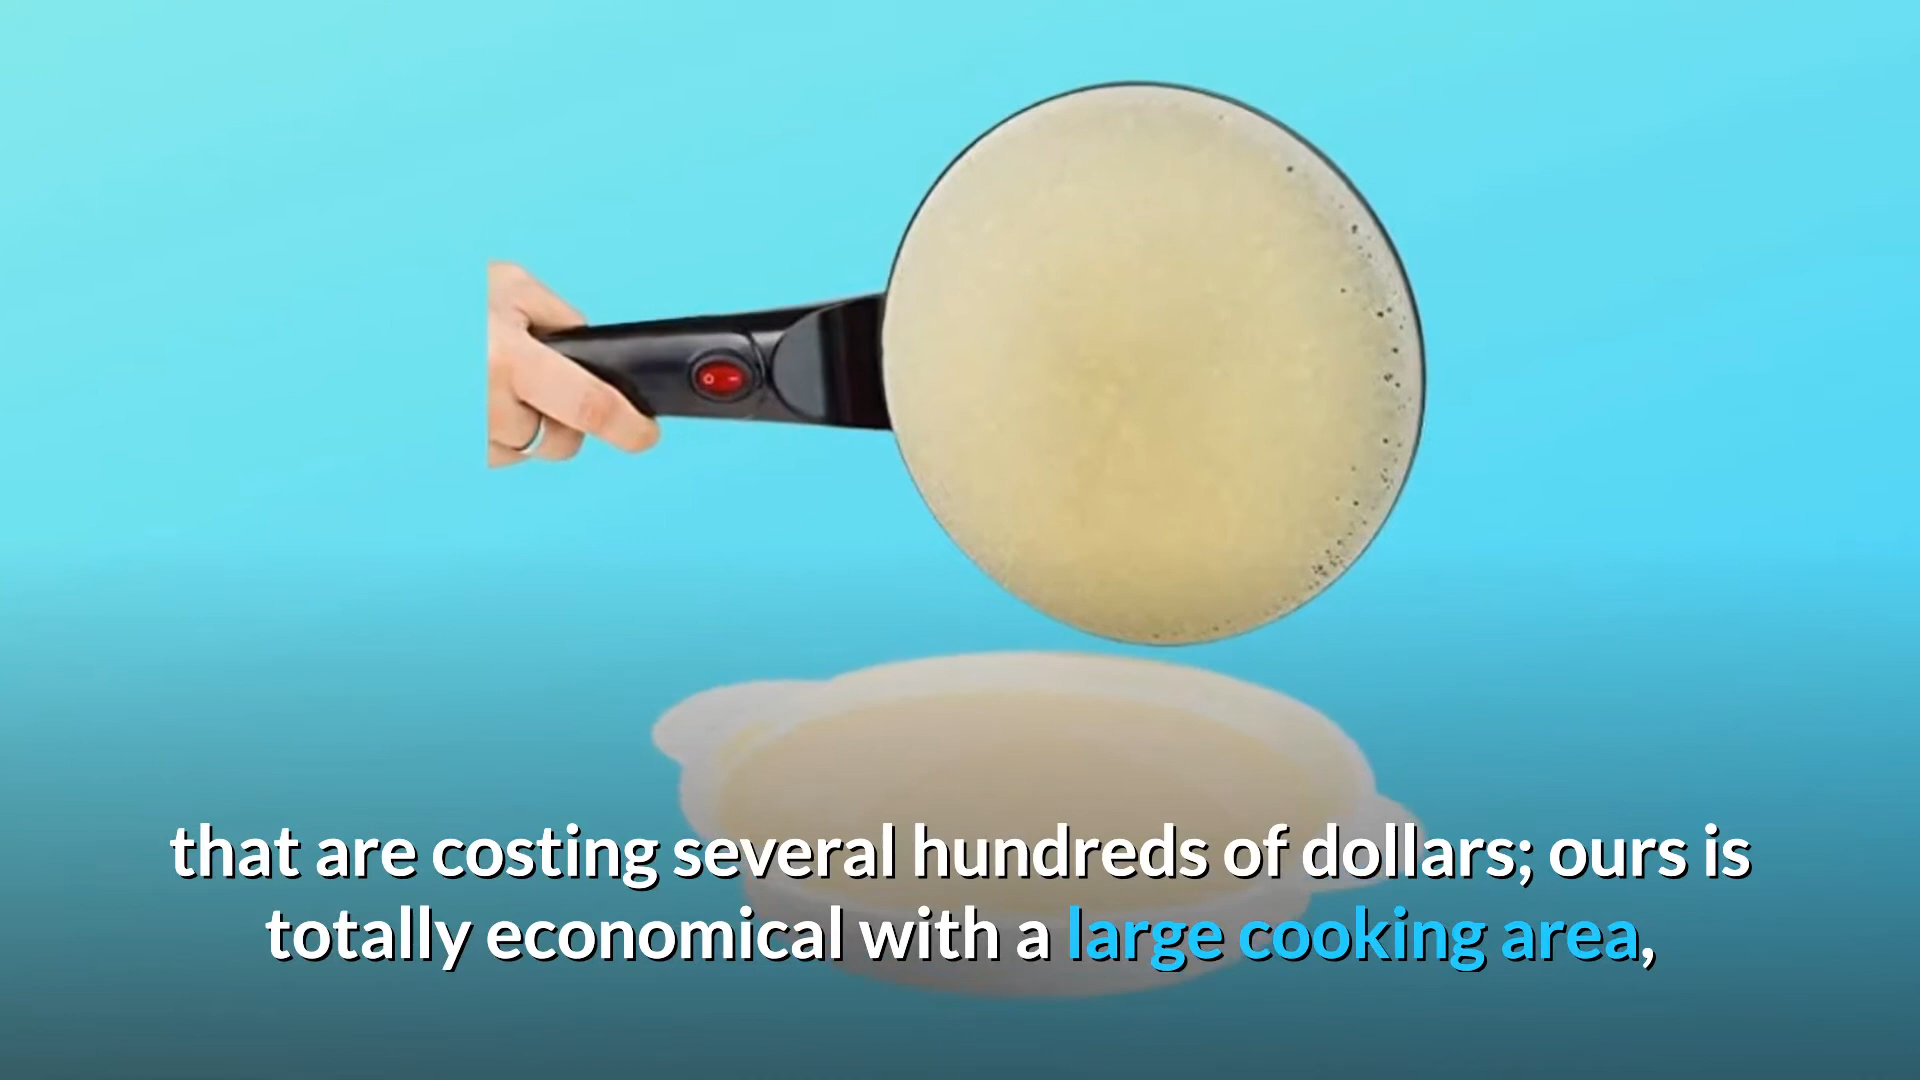 that are costing several hundreds of dollars; ours is
totally economical with a large cooking area,